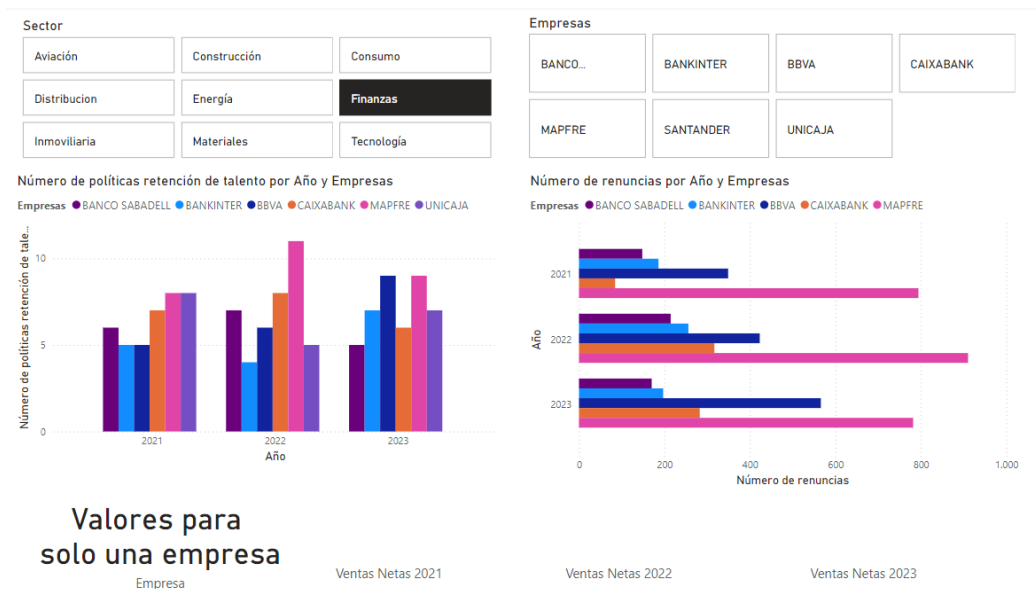 Sector
Aviación
Construcción
Consumo
Distribucion
Energía
Finanzas
Inmoviliaria
Materiales
Tecnología
Empresas
BANCO...
BANKINTER
BBVA
CAIXABANK
MAPFRE
SANTANDER
UNICAJA
Número de políticas retención de talento por Año y Empresas
Empresas BANCO SABADELL BANKINTER BBVA CAIXABANK MAPFRE UNICAJA
Número de políticas retención de tale...
10
5
0
2021
2022
2023
Año
Número de renuncias por Año y Empresas
Empresas BANCO SABADELL BANKINTER BBVA CAIXABANK MAPFRE
Año
2021
2022
2023
0 200 400 600 800 1.000
Número de renuncias
Valores para
solo una empresa
Empresa
Ventas Netas 2021
Ventas Netas 2022
Ventas Netas 2023